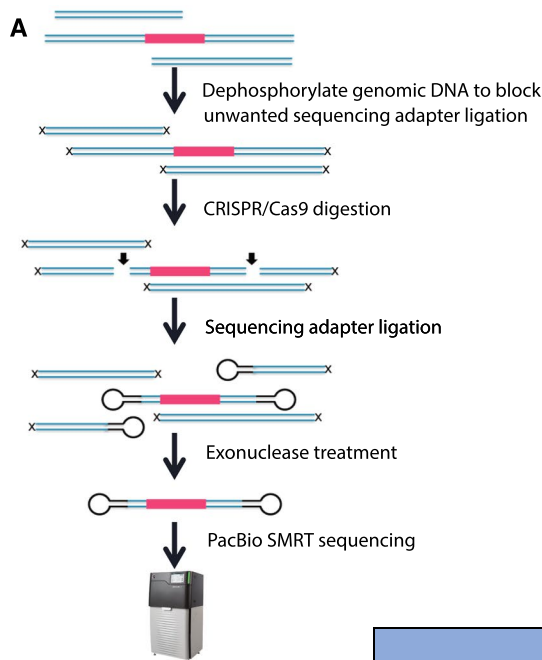 A
Dephosphorylate genomic DNA to block
unwanted sequencing adapter ligation
X X
X X
X X
CRISPR/Cas9 digestion
X X
X X
X X
Sequencing adapter ligation
X X
X
X X
X
Exonuclease treatment
PacBio SMRT sequencing